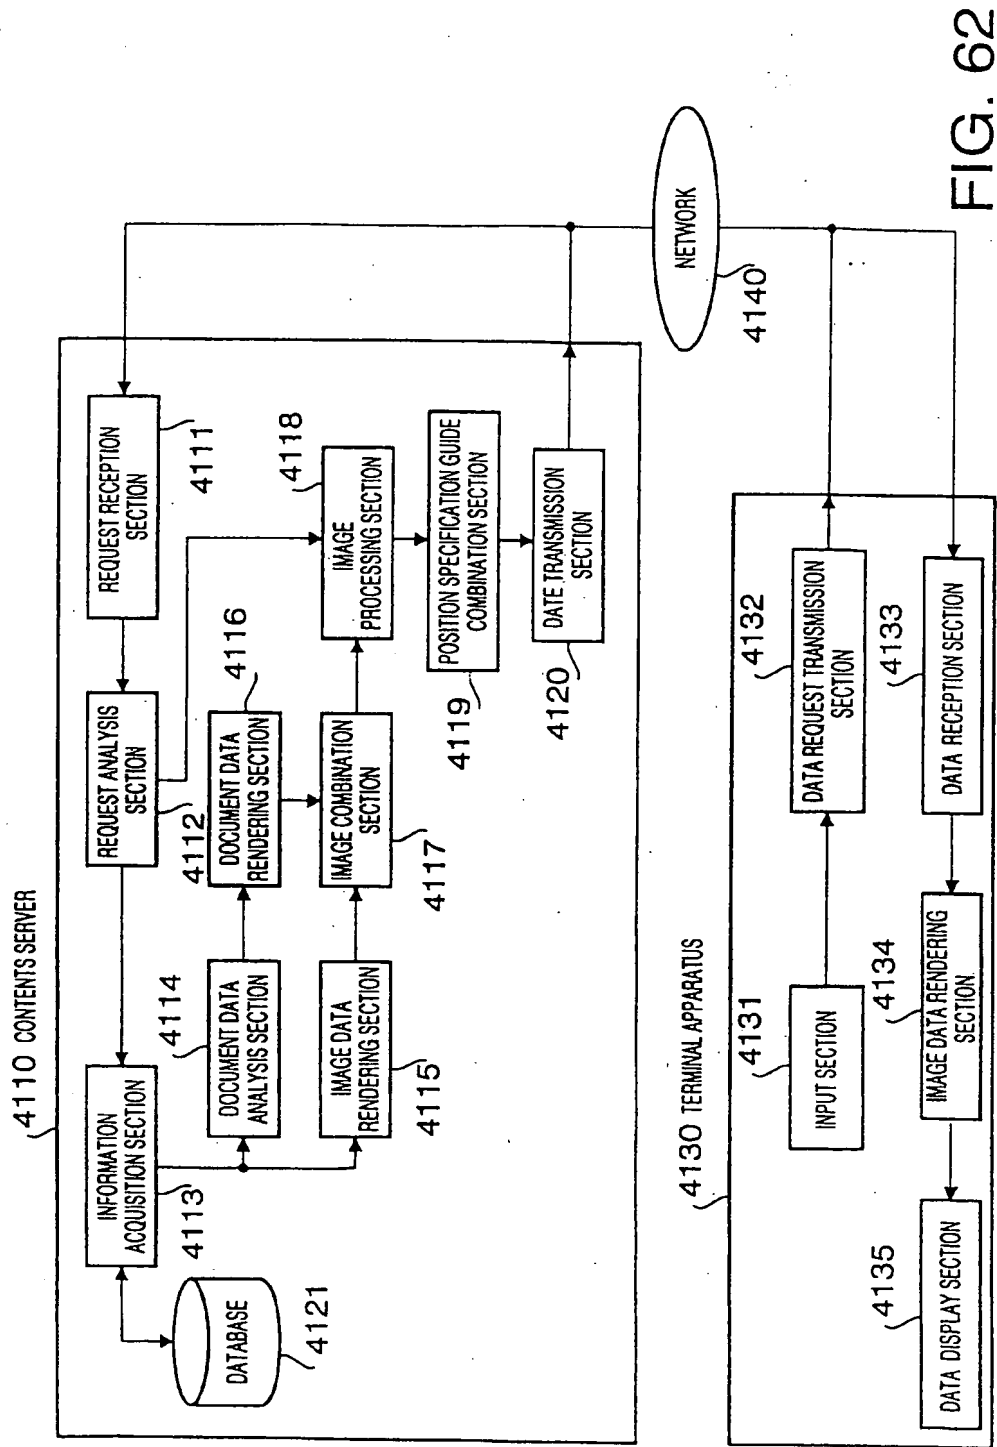 4110 CONTENTS SERVER
DATABASE
4121
INFORMATION
ACQUISITION SECTION
4113
REQUEST ANALYSIS
SECTION
4112
REQUEST RECEPTION
SECTION
4111
4114
DOCUMENT DATA
ANALYSIS SECTION
4116
DOCUMENT DATA
RENDERING SECTION
IMAGE DATA
RENDERING SECTION
4115
IMAGE COMBINATION
SECTION
4117
4118
IMAGE
PROCESSING SECTION
POSITION SPECIFICATION GUIDE
COMBINATION SECTION
4119
DATE TRANSMISSION
SECTION
4120
NETWORK
4140
4130 TERMINAL APPARATUS
4131
INPUT SECTION
4132
DATA REQUEST TRANSMISSION
SECTION
4133
DATA RECEPTION SECTION
4134
IMAGE DATA RENDERING
SECTION
4135
DATA DISPLAY SECTION
FIG. 62